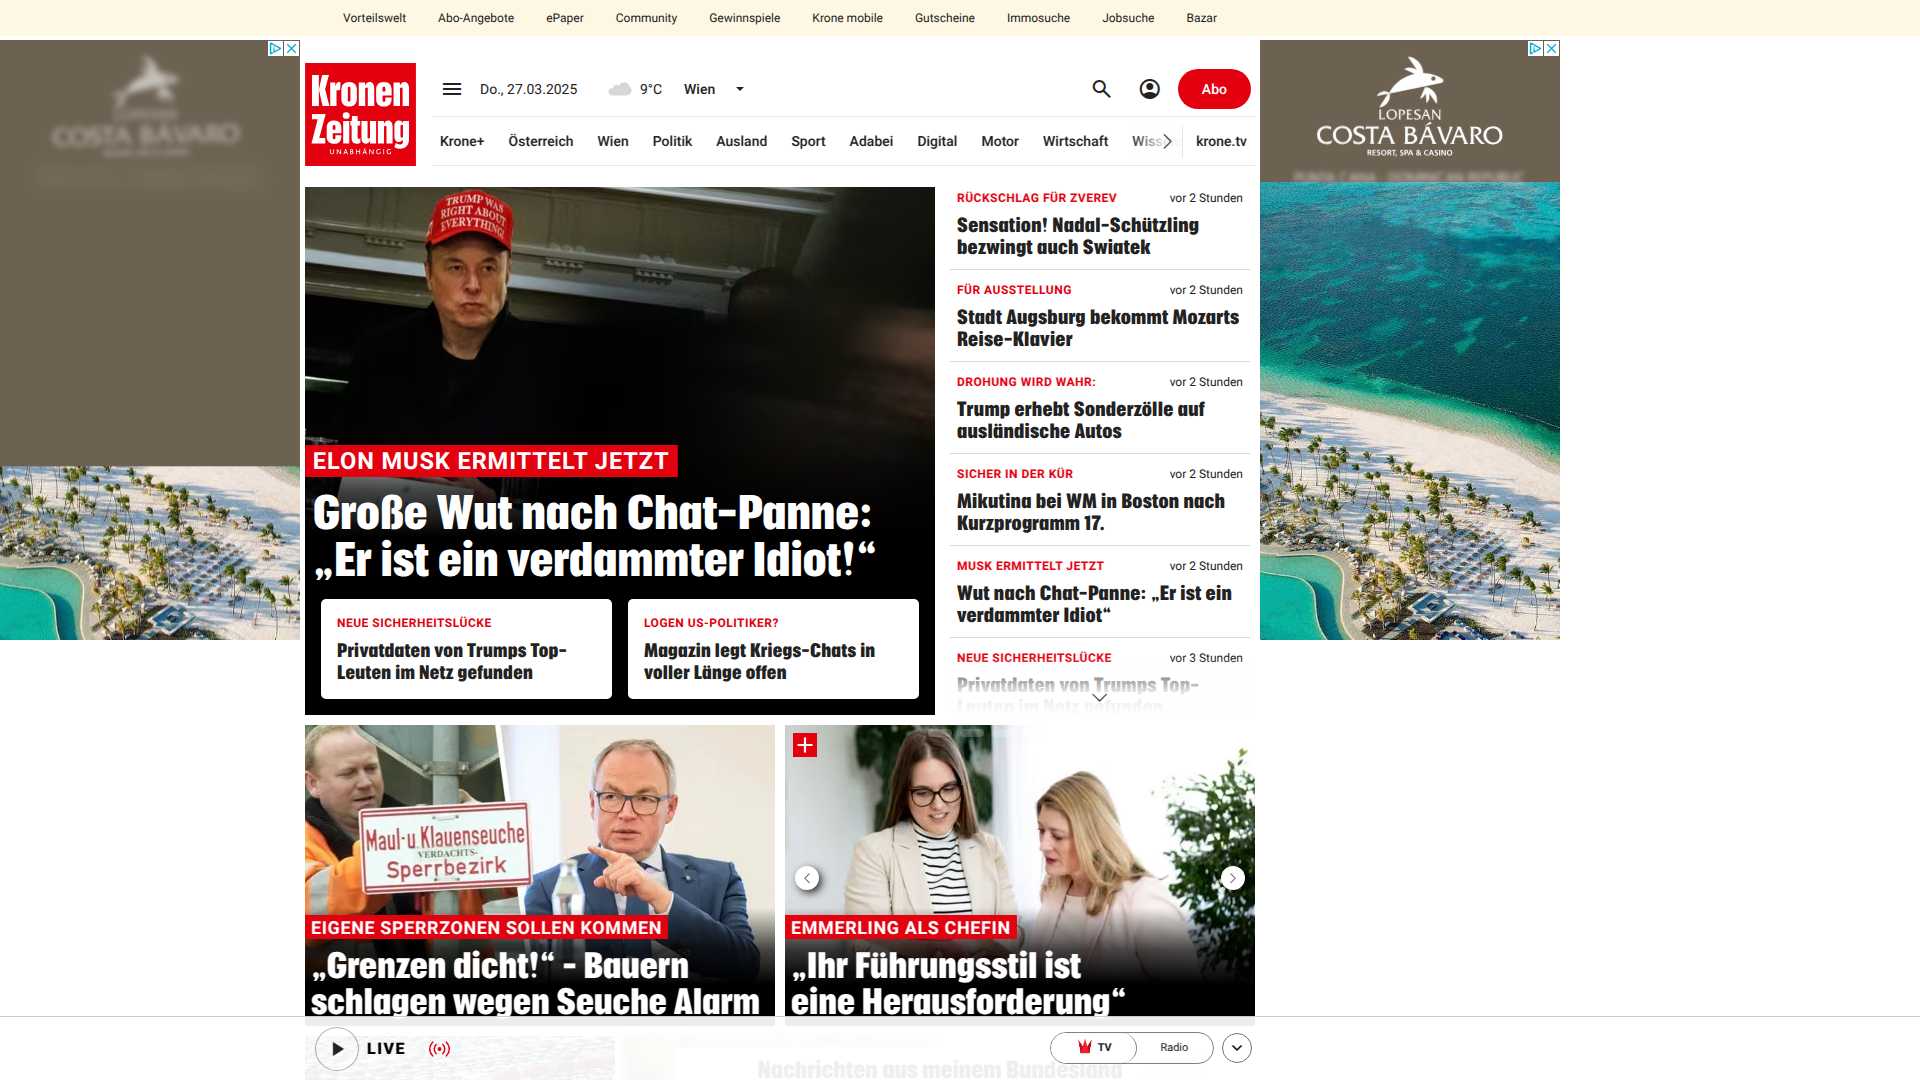 Vorteilswelt
Abo-Angebote
ePaper
Community
Gewinnspiele
Krone mobile
Gutscheine
Immosuche
Jobsuche
Bazar
Kronen
Zeitung
UNABHÄNGIG
Do., 27.03.2025
9°C
Wien
Abo
Krone+
Österreich
Wien
Politik
Ausland
Sport
Adabei
Digital
Motor
Wirtschaft
krone.tv
LOPESAN
COSTA BÁVARO
LOPESAN
COSTA BÁVARO
RESORT, SPA & CASINO
PUNTA CANA - DOMINICAN REPUBLIC
TRUMP WAS
RIGHT ABOUT
EVERYTHING!
ELON MUSK ERMITTELT JETZT
Große Wut nach Chat-Panne:
„Er ist ein verdammter Idiot!“
NEUE SICHERHEITSLÜCKE
Privatdaten von Trumps Top-
Leuten im Netz gefunden
LOGEN US-POLITIKER?
Magazin legt Kriegs-Chats in
voller Länge offen
RÜCKSCHLAG FÜR ZVEREV
vor 2 Stunden
Sensation! Nadal-Schützling
bezwingt auch Swiatek
FÜR AUSSTELLUNG
vor 2 Stunden
Stadt Augsburg bekommt Mozarts
Reise-Klavier
DROHUNG WIRD WAHR:
vor 2 Stunden
Trump erhebt Sonderzölle auf
ausländische Autos
SICHER IN DER KÜR
vor 2 Stunden
Mikutina bei WM in Boston nach
Kurzprogramm 17.
MUSK ERMITTELT JETZT
vor 2 Stunden
Wut nach Chat-Panne: „Er ist ein
verdammter Idiot“
NEUE SICHERHEITSLÜCKE
vor 3 Stunden
Privatdaten von Trumps Top-
Leuten im Netz gefunden
Maul-u.Klauenseuche
VERDACHTS-
Sperrbezirk
EIGENE SPERRZONEN SOLLEN KOMMEN
„Grenzen dicht!“ - Bauern
schlagen wegen Seuche Alarm
EMMERLING ALS CHEFIN
„Ihr Führungsstil ist
eine Herausforderung“
LIVE
TV
Radio
Nachrichten aus meinem Bundesland